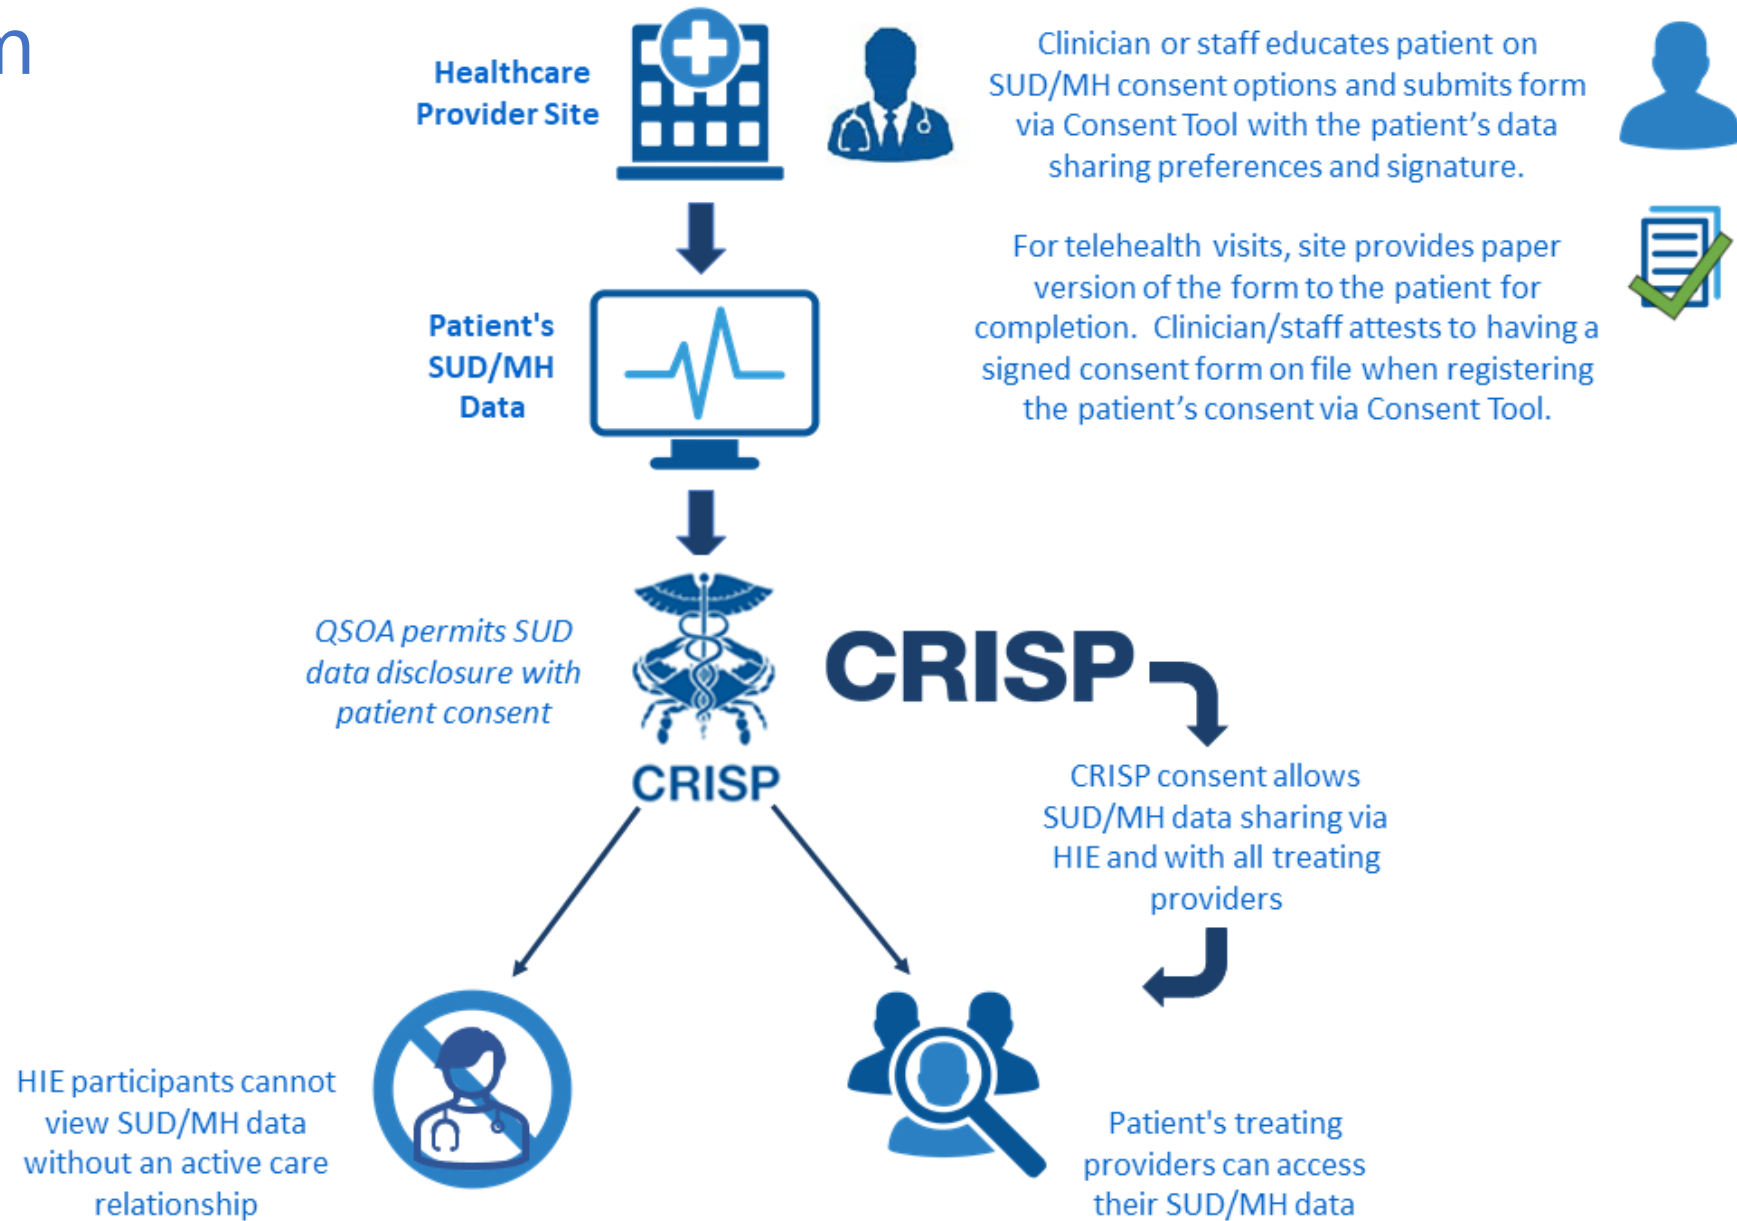 Healthcare
Provider Site
Clinician or staff educates patient on
SUD/MH consent options and submits form
via Consent Tool with the patient's data
sharing preferences and signature.
For telehealth visits, site provides paper
version of the form to the patient for
completion. Clinician/staff attests to having a
signed consent form on file when registering
the patient's consent via Consent Tool.
Patient's
SUD/MH
Data
QSOA permits SUD
data disclosure with
patient consent
CRISP
CRISP
CRISP consent allows
SUD/MH data sharing via
HIE and with all treating
providers
HIE participants cannot
view SUD/MH data
without an active care
relationship
Patient's treating
providers can access
their SUD/MH data